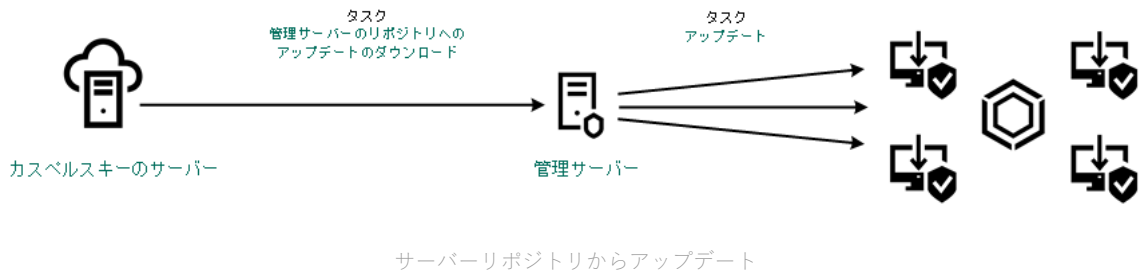 タスク
管理サーバーのリポジトリへの
アップデートのダウンロード
タスク
アップデート
カスペルスキーのサーバー
管理サーバー
サーバーリポジトリからアップデート